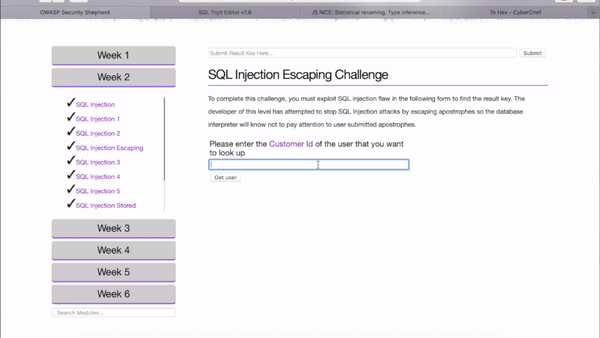 OWASP Security Shepherd
SQL Tryit Editor v1.6
JS NICE: Statistical renaming, Type inference...
To Hex - CyberChef
Week 1
Week 2
SQL Injection
SQL Injection 1
SQL Injection 2
SQL Injection Escaping
SQL Injection 3
SQL Injection 4
SQL Injection 5
SQL Injection Stored
Week 3
Week 4
Week 5
Week 6
Search Modules...
Submit Result Key Here...
Submit
SQL Injection Escaping Challenge
To complete this challenge, you must exploit SQL injection flaw in the following form to find the result key. The
developer of this level has attempted to stop SQL Injection attacks by escaping apostrophes so the database
interpreter will know not to pay attention to user submitted apostrophes.
Please enter the Customer Id of the user that you want
to look up
Get user